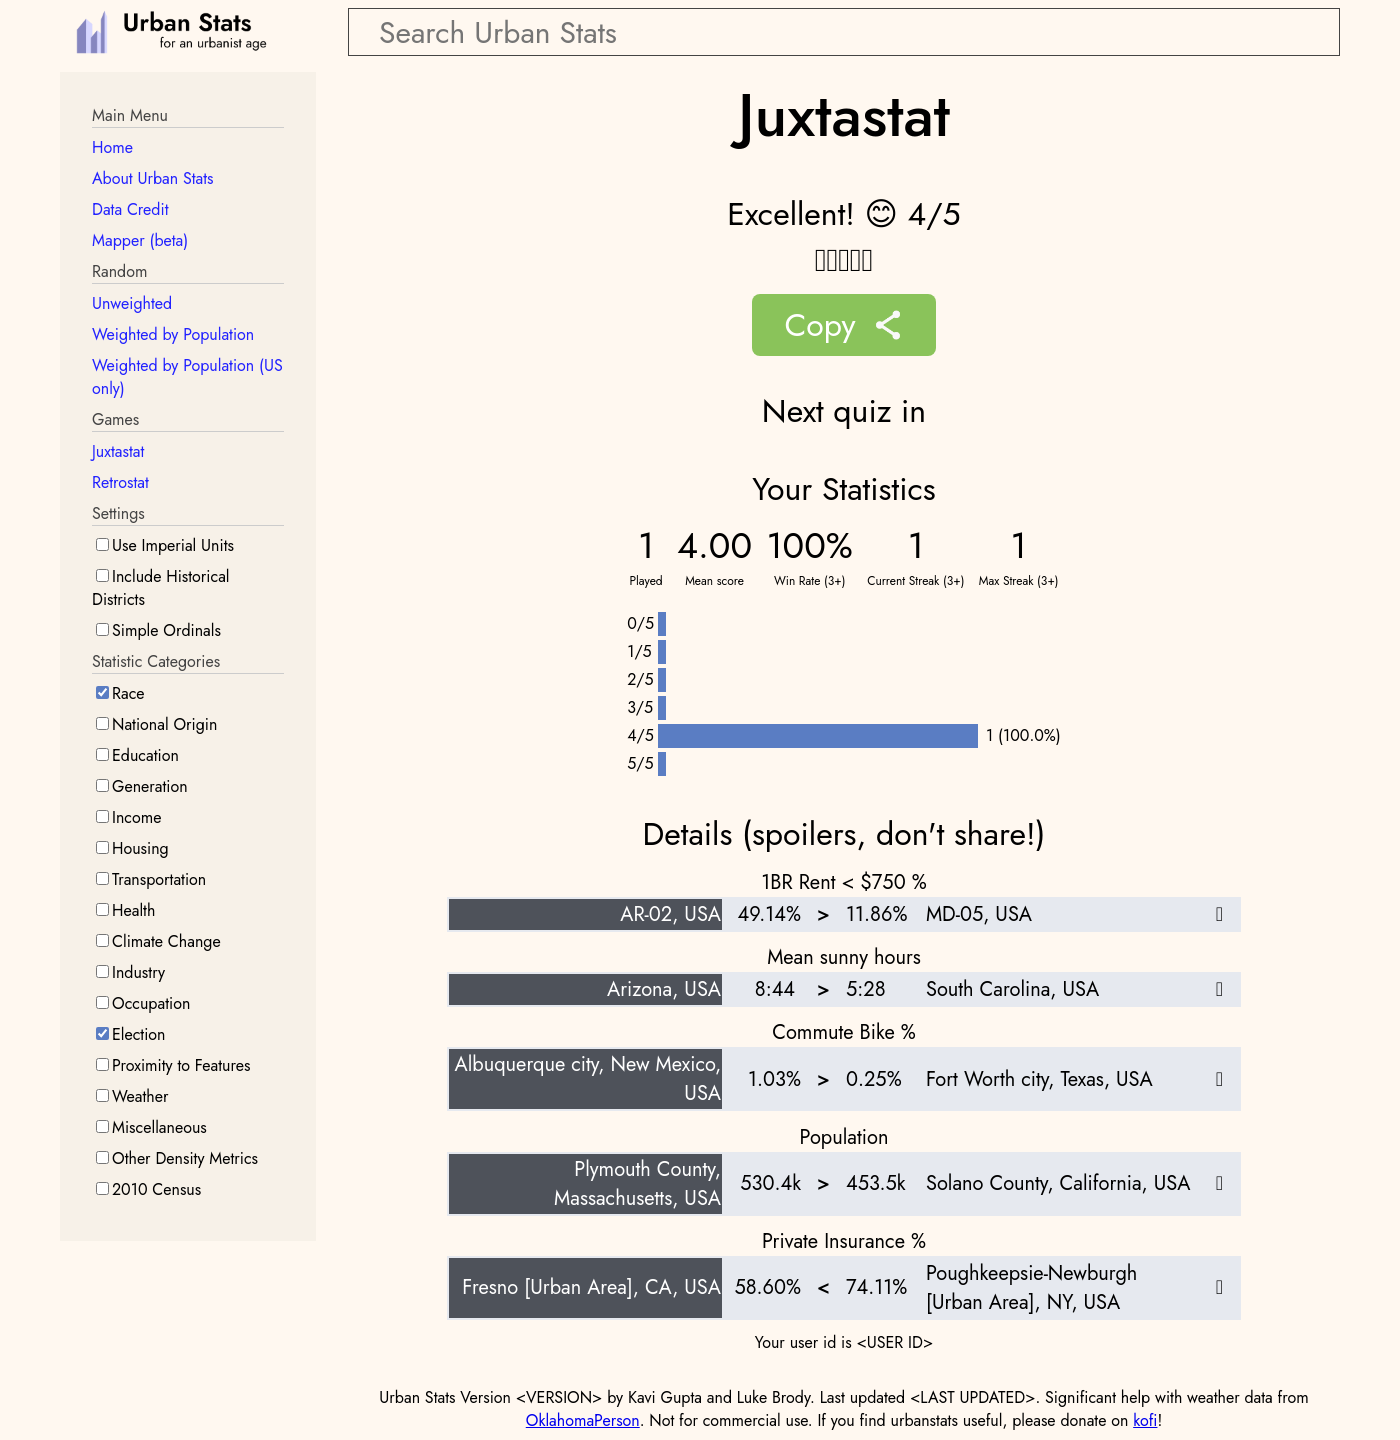 Urban Stats
for an urbanist age
Search Urban Stats
Main Menu
Home
About Urban Stats
Data Credit
Mapper (beta)
Random
Unweighted
Weighted by Population
Weighted by Population (US
only)
Games
Juxtastat
Retrostat
Settings
Use Imperial Units
Include Historical
Districts
Simple Ordinals
Statistic Categories
Race
National Origin
Education
Generation
Income
Housing
Transportation
Health
Climate Change
Industry
Occupation
Election
Proximity to Features
Weather
Miscellaneous
Other Density Metrics
2010 Census
Juxtastat
Excellent! 😊 4/5
Copy
Next quiz in
Your Statistics
1 4.00 100% 1 1
Played Mean score Win Rate (3+) Current Streak (3+) Max Streak (3+)
0/5
1/5
2/5
3/5
4/5 1 (100.0%)
5/5
Details (spoilers, don't share!)
1BR Rent < $750 %
AR-02, USA 49.14% > 11.86% MD-05, USA
Mean sunny hours
Arizona, USA 8:44 > 5:28 South Carolina, USA
Commute Bike %
Albuquerque city, New Mexico,
USA 1.03% > 0.25% Fort Worth city, Texas, USA
Population
Plymouth County,
Massachusetts, USA 530.4k > 453.5k Solano County, California, USA
Private Insurance %
Fresno [Urban Area], CA, USA 58.60% < 74.11% Poughkeepsie-Newburgh
[Urban Area], NY, USA
Your user id is <USER ID>
Urban Stats Version <VERSION> by Kavi Gupta and Luke Brody. Last updated <LAST UPDATED>. Significant help with weather data from
OklahomaPerson. Not for commercial use. If you find urbanstats useful, please donate on kofi!